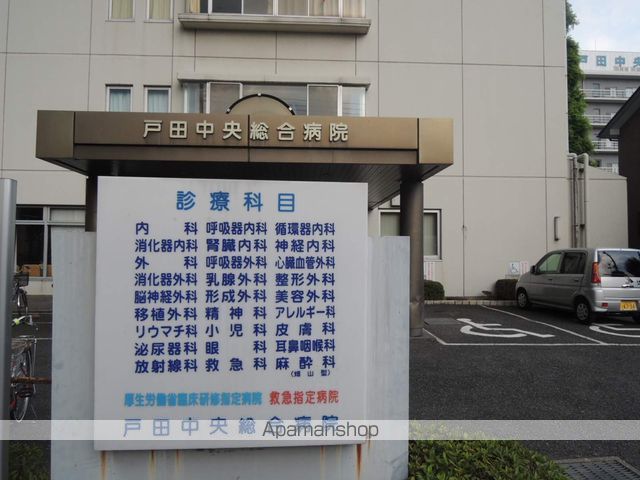 戸田中央総合病院
戸田中央
診療科目
内科 呼吸器内科 循環器内科
消化器内科 腎臓内科 神経内科
外科 呼吸器外科 心臓血管外科
消化器外科 乳腺外科 整形外科
脳神経外科 形成外科 美容外科
移植外科 精神科 アレルギー科
リウマチ科 小児科 皮膚科
泌尿器科 眼科 耳鼻咽喉科
放射線科 救急科 麻酔科
厚生労働省臨床研修指定病院 救急指定病院
戸田中央総合病院
Apamanshop